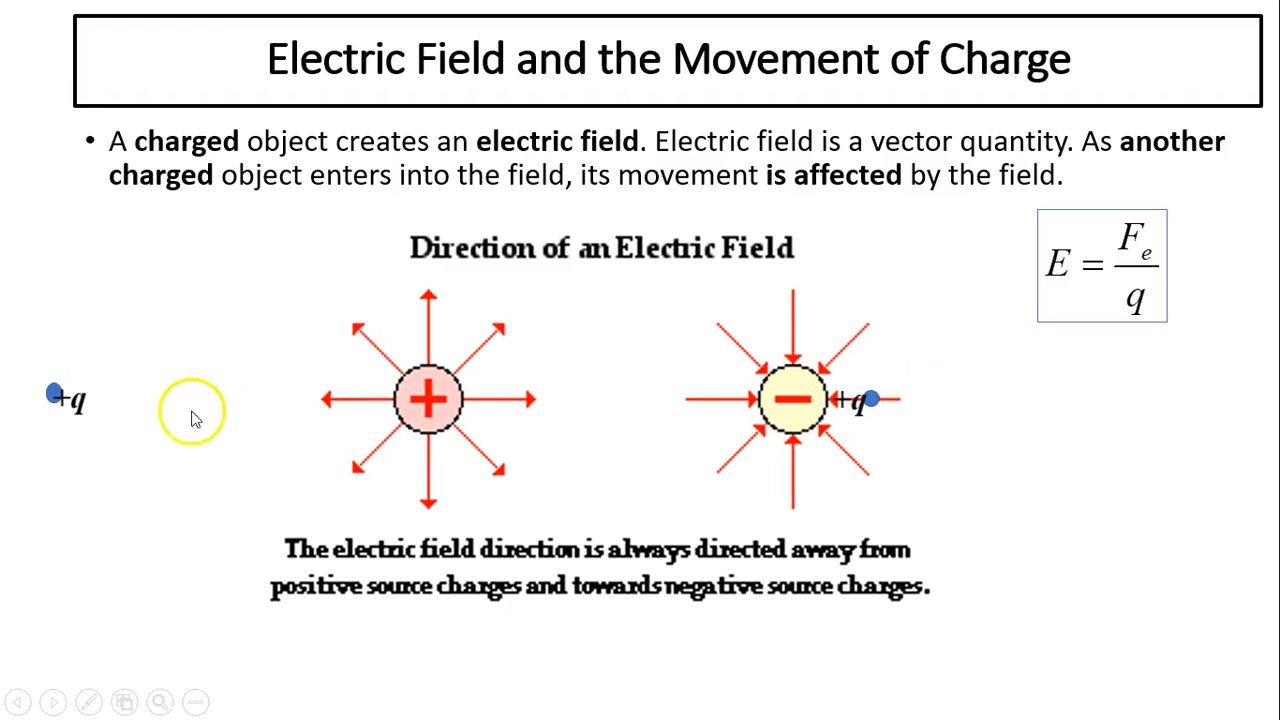 Electric Field and the Movement of Charge
• A charged object creates an electric field. Electric field is a vector quantity. As another
charged object enters into the field, its movement is affected by the field.
Direction of an Electric Field
E = Fe / q
+q
+
−
+q
The electric field direction is always directed away from
positive source charges and towards negative source charges.